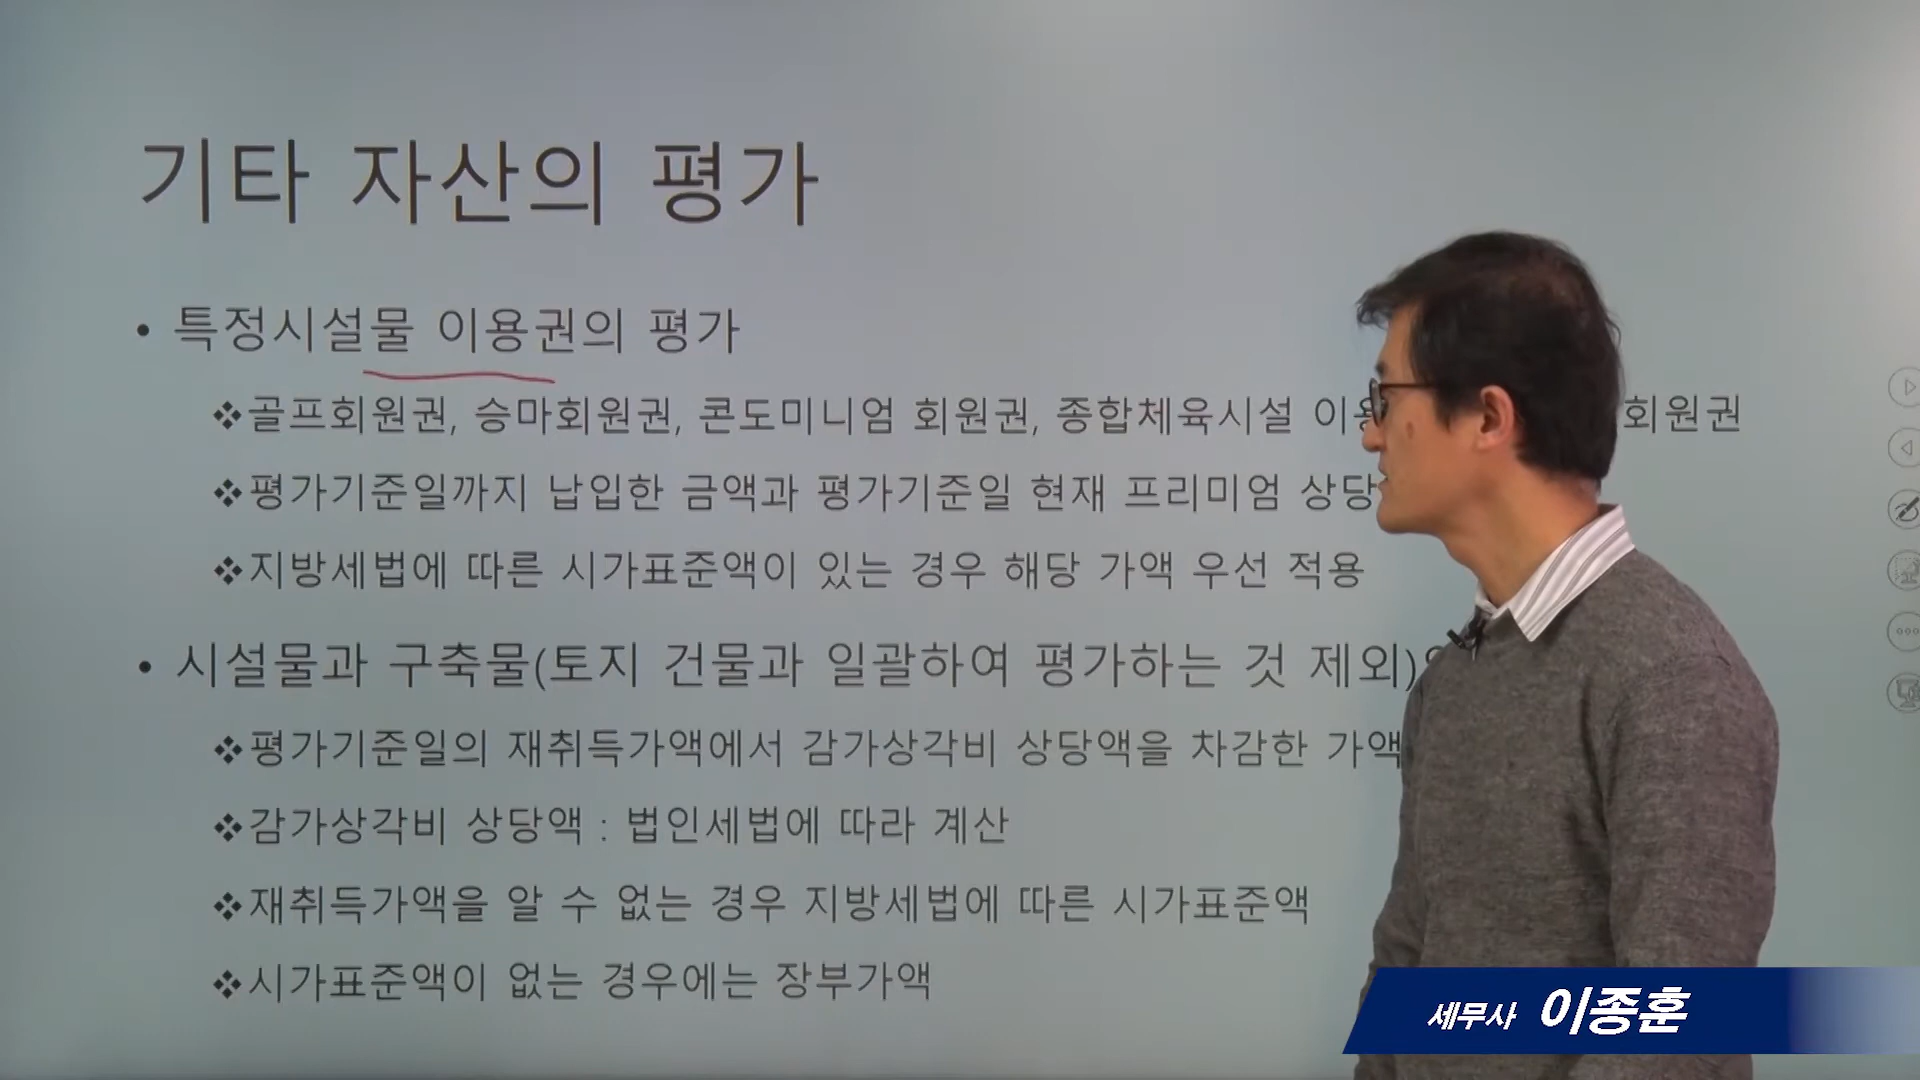 기타 자산의 평가
• 특정시설물 이용권의 평가
❖골프회원권, 승마회원권, 콘도미니엄 회원권, 종합체육시설 회원권
❖평가기준일까지 납입한 금액과 평가기준일 현재 프리미엄 상당
❖지방세법에 따른 시가표준액이 있는 경우 해당 가액 우선 적용
• 시설물과 구축물(토지 건물과 일괄하여 평가하는 것 제외)
❖평가기준일의 재취득가액에서 감가상각비 상당액을 차감한 가액
❖감가상각비 상당액 : 법인세법에 따라 계산
❖재취득가액을 알 수 없는 경우 지방세법에 따른 시가표준액
❖시가표준액이 없는 경우에는 장부가액
세무사 이종훈